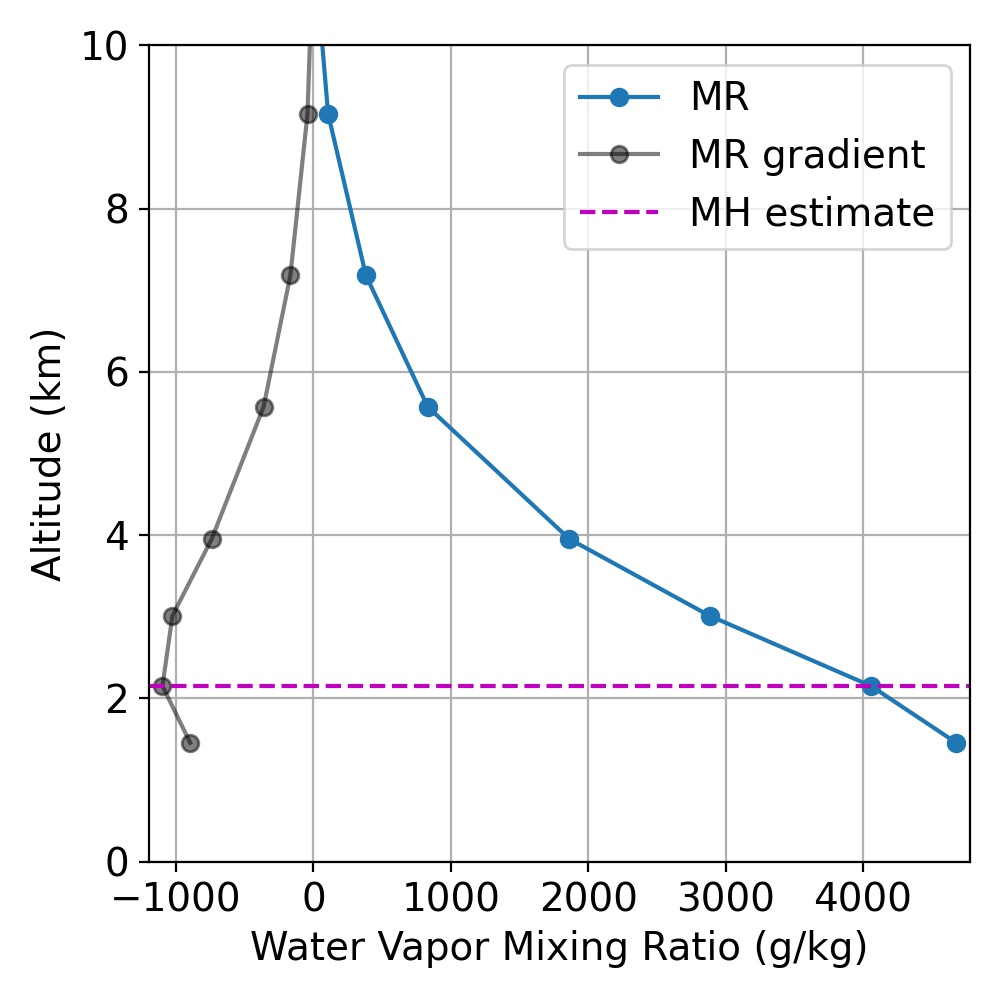 10
8
6
4
2
0
Altitude (km)
MR
MR gradient
MH estimate
−1000 0 1000 2000 3000 4000
Water Vapor Mixing Ratio (g/kg)